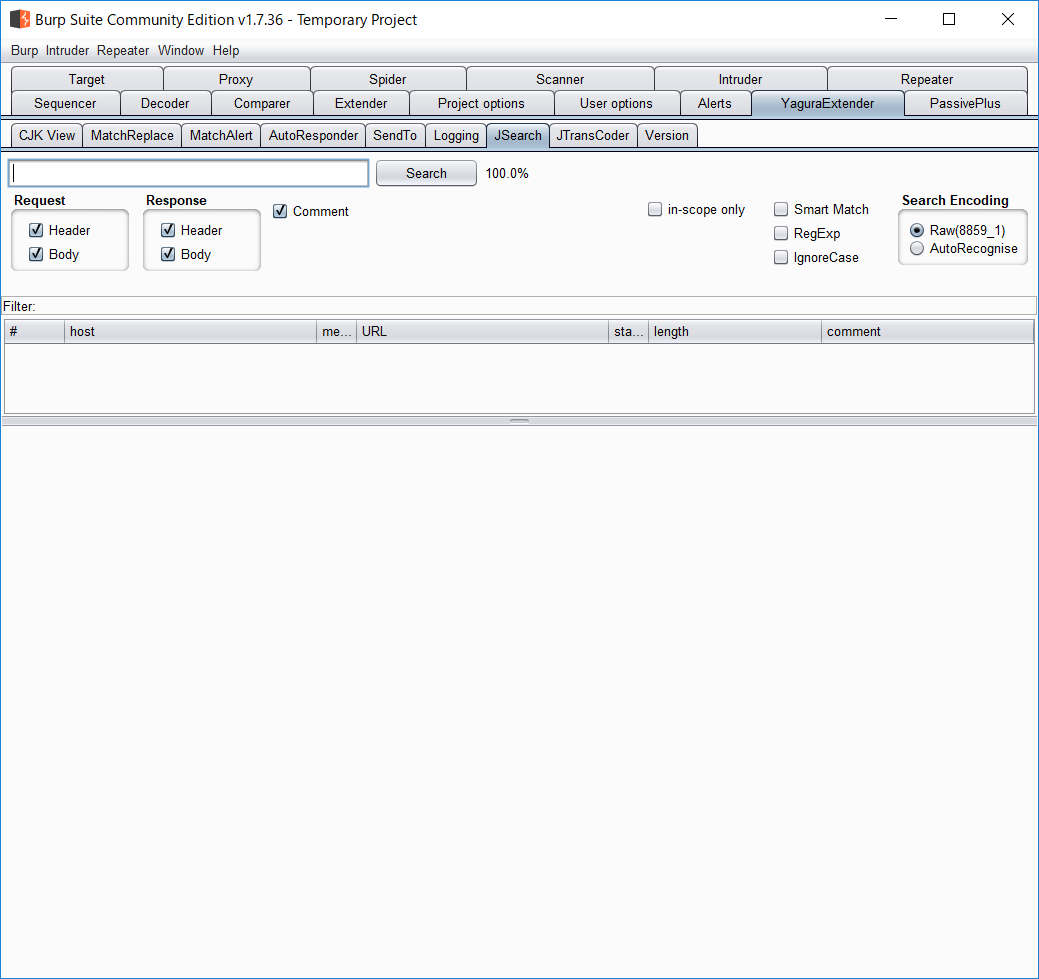 Burp Suite Community Edition v1.7.36 - Temporary Project
Burp Intruder Repeater Window Help
Target Proxy Spider Scanner Intruder Repeater
Sequencer Decoder Comparer Extender Project options User options Alerts YaguraExtender PassivePlus
CJK View MatchReplace MatchAlert AutoResponder SendTo Logging JSearch JTransCoder Version
Search 100.0%
Request Response Search Encoding
Comment in-scope only Smart Match
Header Header Raw(8859_1)
RegExp
AutoRecognise
Body Body IgnoreCase
Filter:
# host me... URL sta... length comment